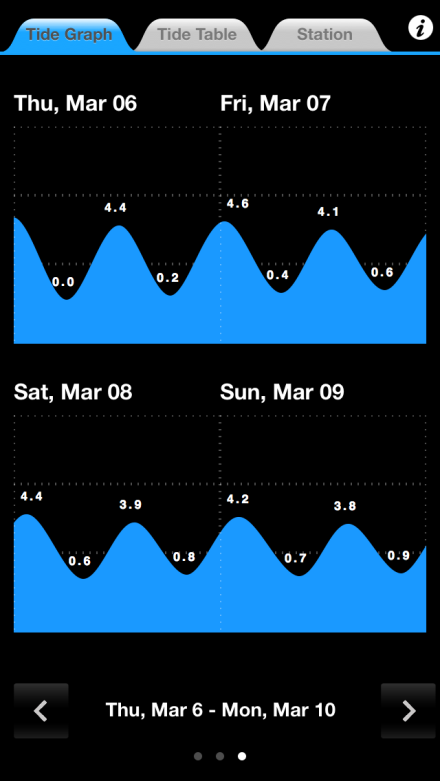 Tide Graph Tide Table Station i
Thu, Mar 06 Fri, Mar 07
4.4 4.6 4.1
0.0 0.2 0.4 0.6
Sat, Mar 08 Sun, Mar 09
4.4 3.9 4.2 3.8
0.6 0.8 0.7 0.9
Thu, Mar 6 - Mon, Mar 10